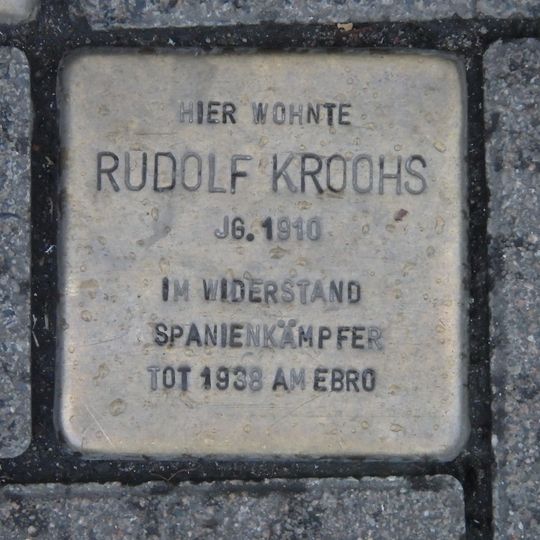 HIER WOHNTE
RUDOLF KROOHS
JG. 1910
IM WIDERSTAND
SPANIENKÄMPFER
TOT 1938 AM EBRO